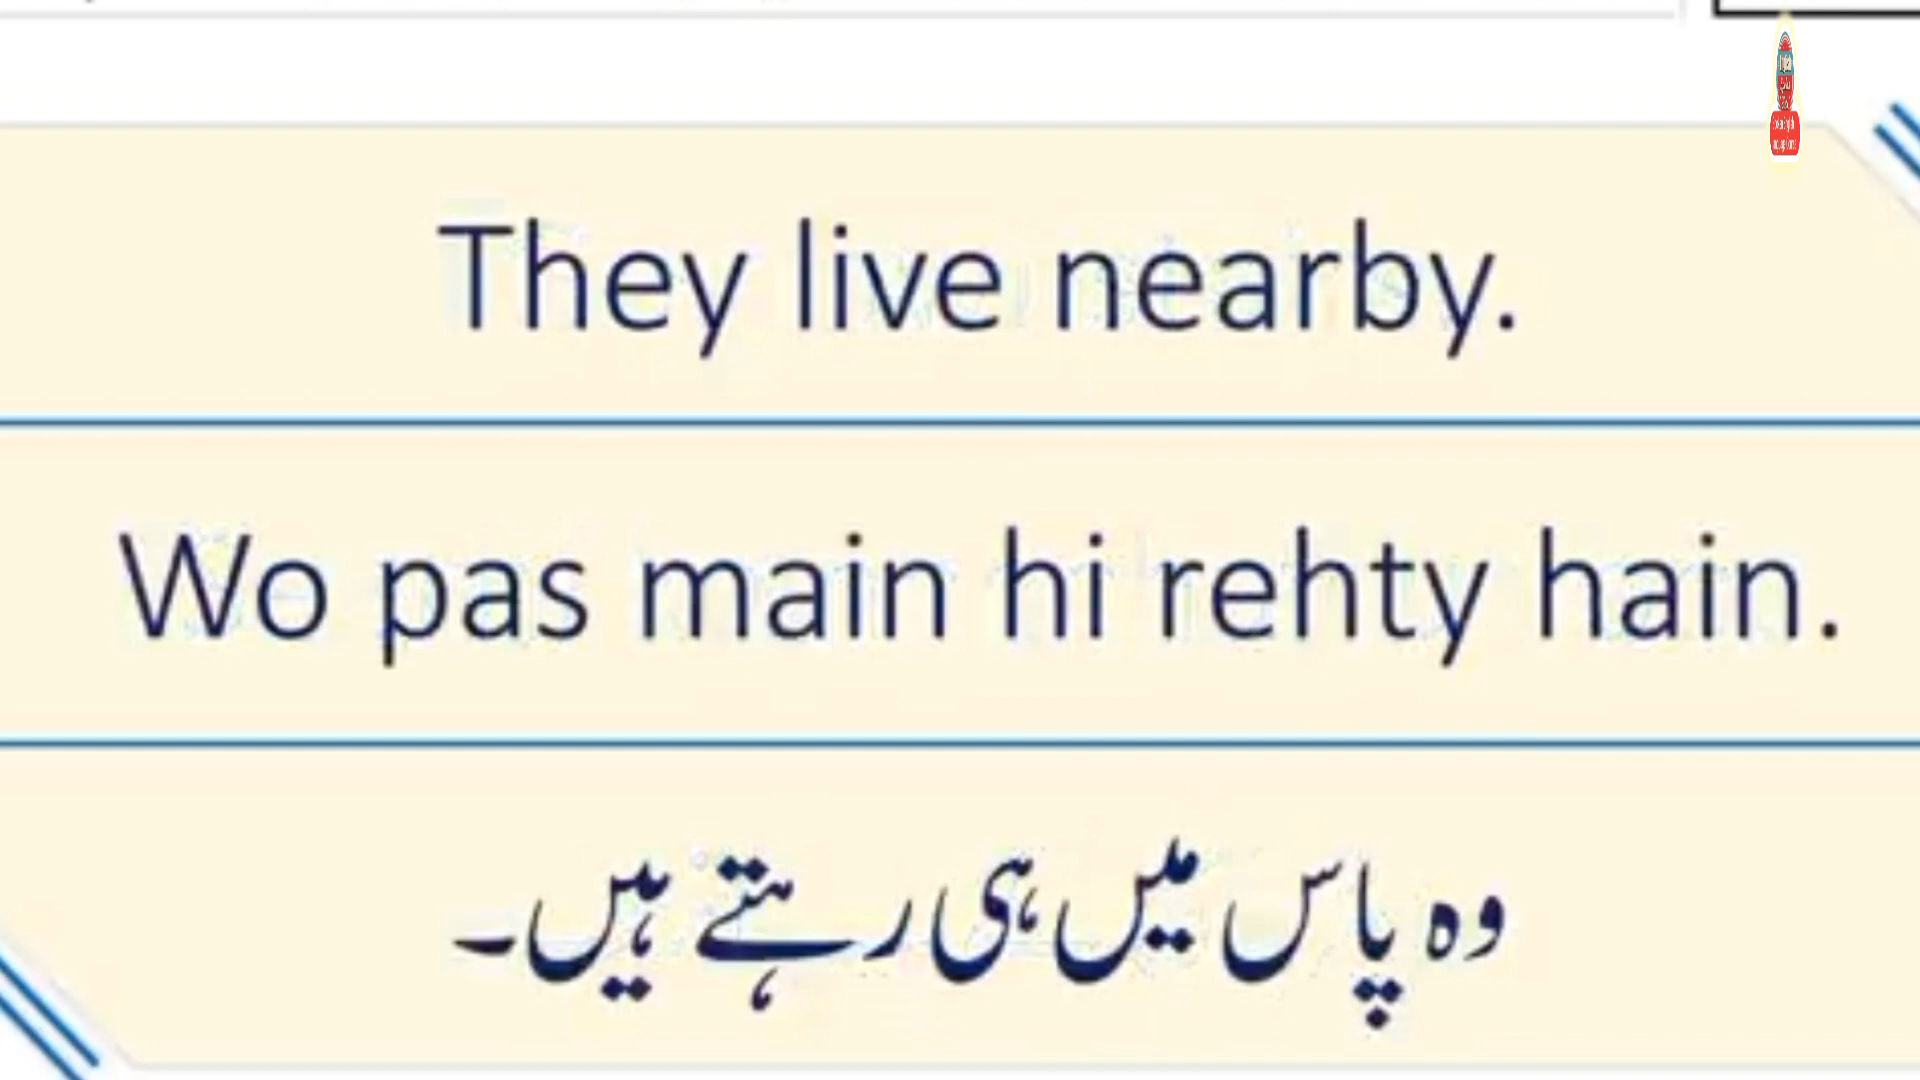 They live nearby.
Wo pas main hi rehty hain.
وہ پاس میں ہی رہتے ہیں۔